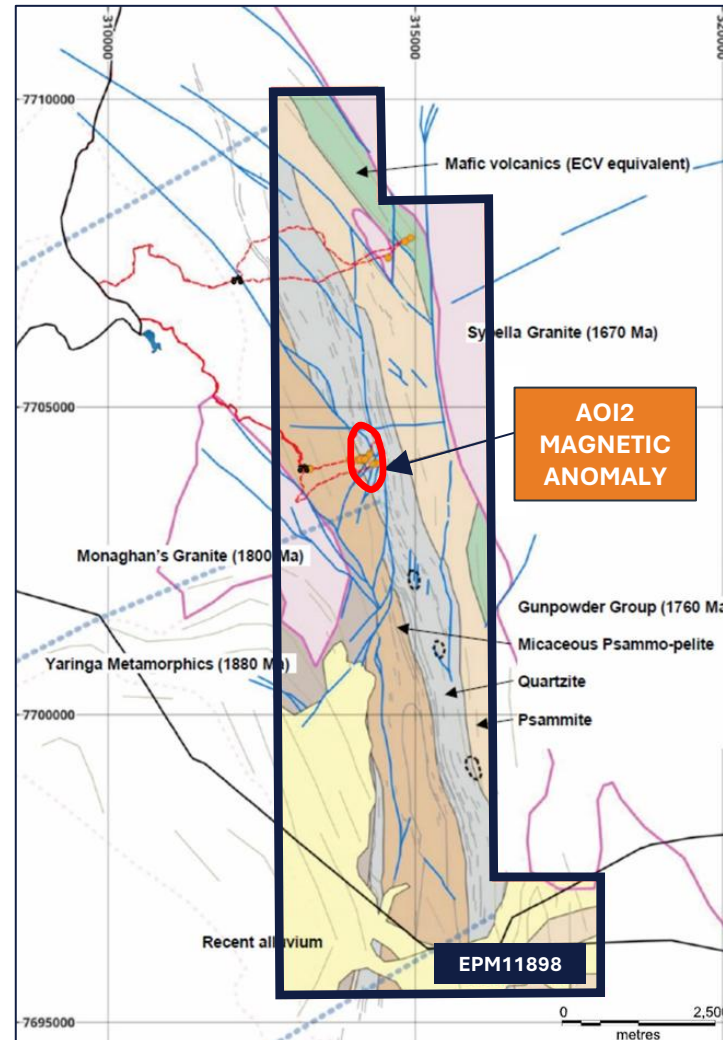 310000
315000
7710000
Mafic volcanics (ECV equivalent)
Sybella Granite (1670 Ma)
7705000
AOI2
MAGNETIC
ANOMALY
Monaghan's Granite (1800 Ma)
Gunpowder Group (1760 Ma
Micaceous Psammo-pelite
Yaringa Metamorphics (1880 Ma)
Quartzite
7700000
Psammite
Recent alluvium
EPM11898
0
2,500
metres
7695000